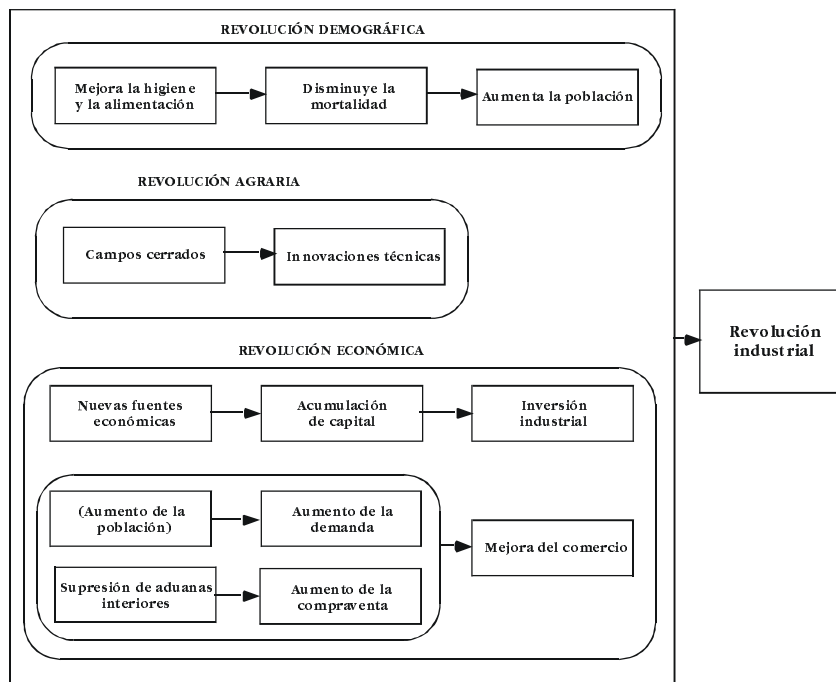 REVOLUCIÓN DEMOGRÁFICA
Mejora la higiene
y la alimentación
Disminuye la
mortalidad
Aumenta la población
REVOLUCIÓN AGRARIA
Campos cerrados
Innovaciones técnicas
REVOLUCIÓN ECONÓMICA
Nuevas fuentes
económicas
Acumulación
de capital
Inversión
industrial
(Aumento de la
población)
Aumento de la
demanda
Supresión de aduanas
interiores
Aumento de la
compraventa
Mejora del comercio
Revolución
industrial